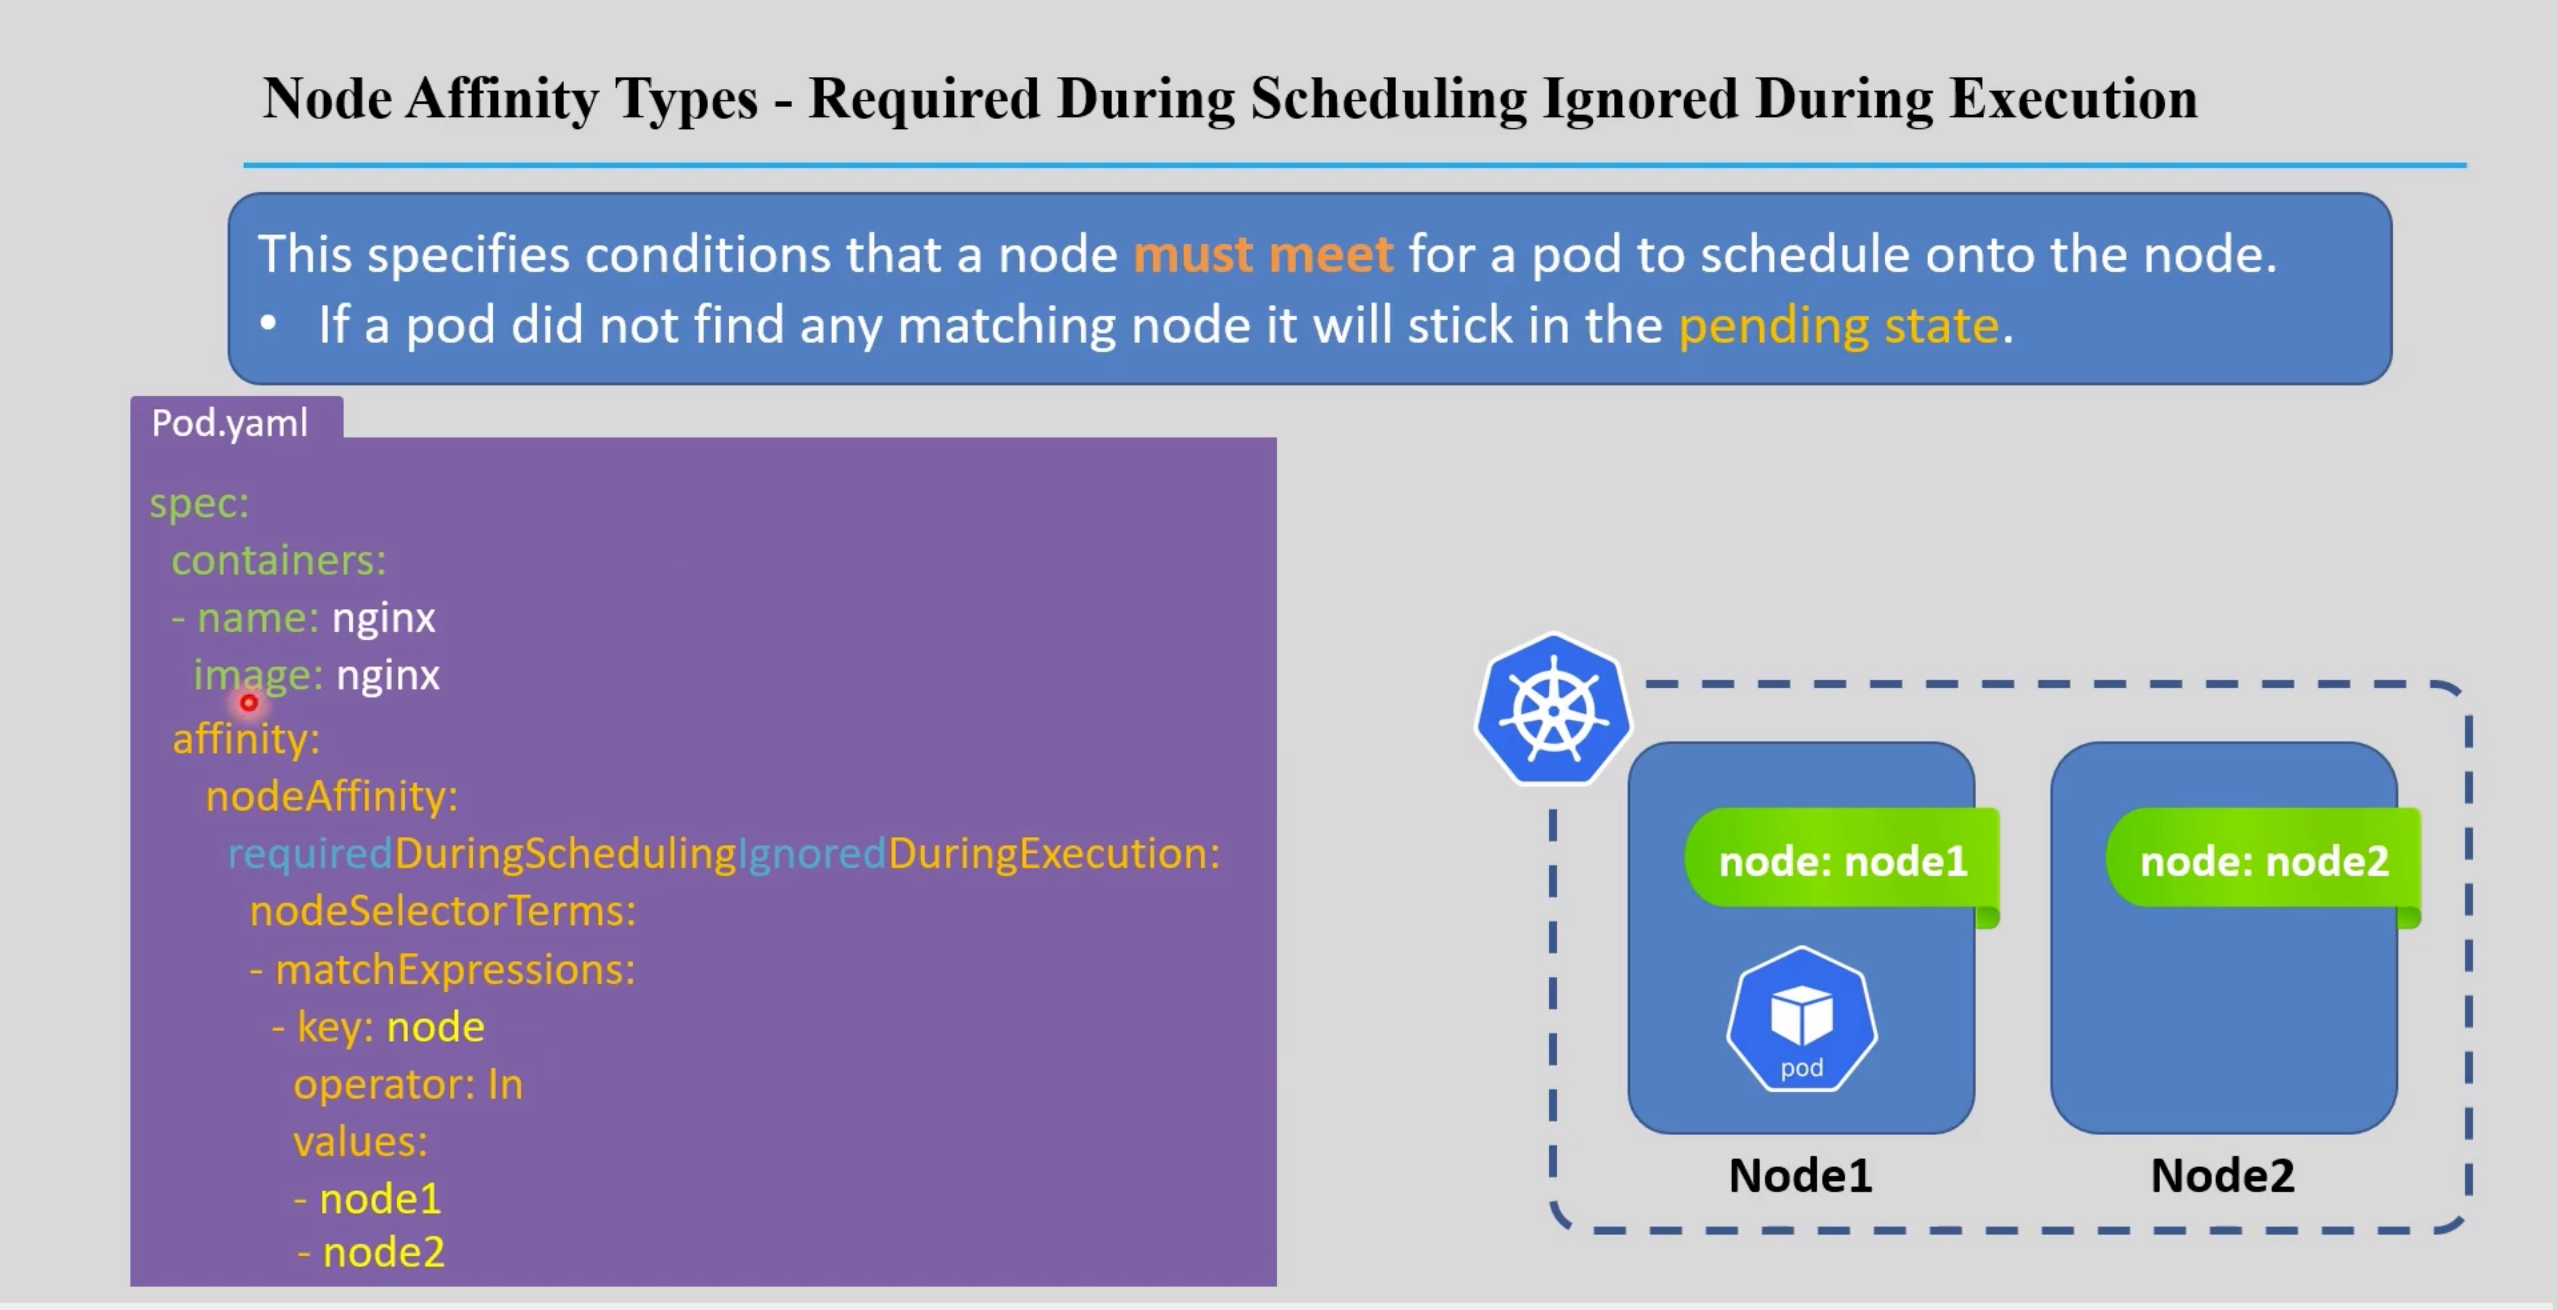 Node Affinity Types - Required During Scheduling Ignored During Execution
This specifies conditions that a node must meet for a pod to schedule onto the node.
• If a pod did not find any matching node it will stick in the pending state.
Pod.yaml
spec:
containers:
- name: nginx
image: nginx
affinity:
nodeAffinity:
requiredDuringSchedulingIgnoredDuringExecution:
nodeSelectorTerms:
- matchExpressions:
- key: node
operator: In
values:
- node1
- node2
node: node1
node: node2
pod
Node1
Node2